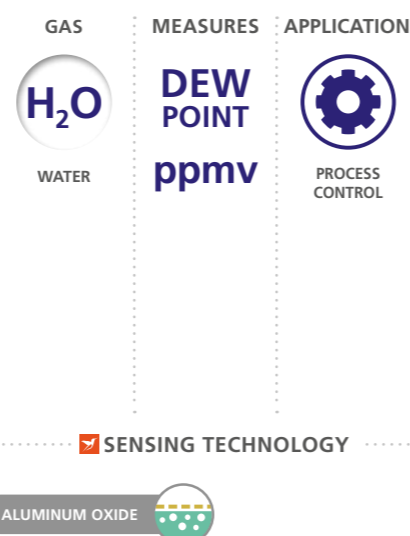 GAS
H₂O
WATER
MEASURES
DEW
POINT
ppmv
APPLICATION
PROCESS
CONTROL
SENSING TECHNOLOGY
ALUMINUM OXIDE